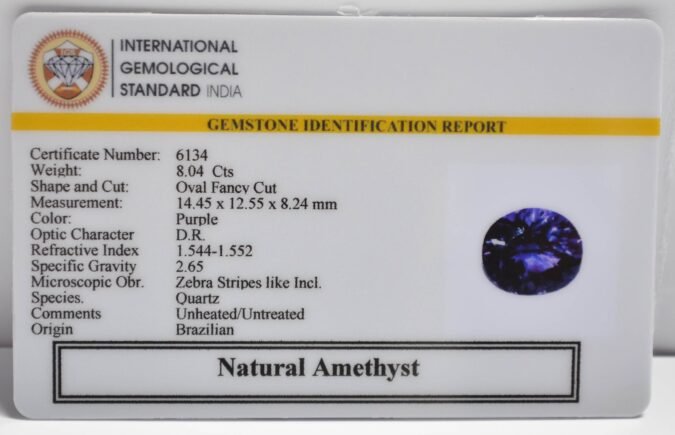 INTERNATIONAL
GEMOLOGICAL
STANDARD INDIA
GEMSTONE IDENTIFICATION REPORT
Certificate Number: 6134
Weight: 8.04 Cts
Shape and Cut: Oval Fancy Cut
Measurement: 14.45 x 12.55 x 8.24 mm
Color: Purple
Optic Character D.R.
Refractive Index 1.544-1.552
Specific Gravity 2.65
Microscopic Obr. Zebra Stripes like Incl.
Species. Quartz
Comments Unheated/Untreated
Origin Brazilian
Natural Amethyst